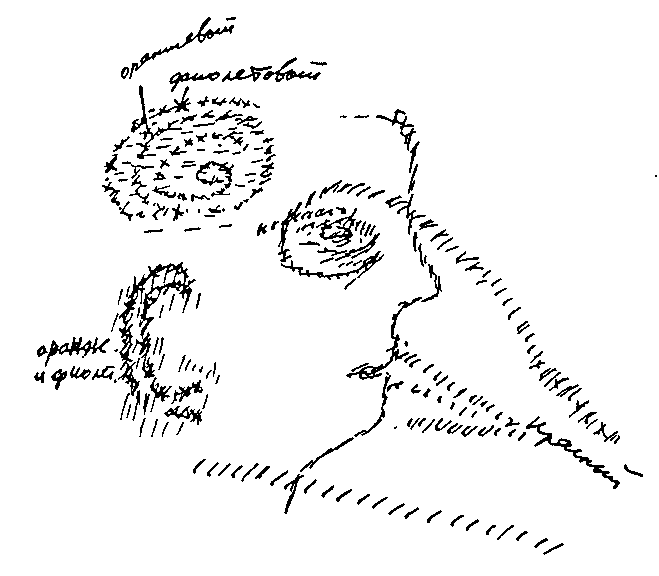 оранжевый
фиолетовый
оранж.
и фиол.
красный